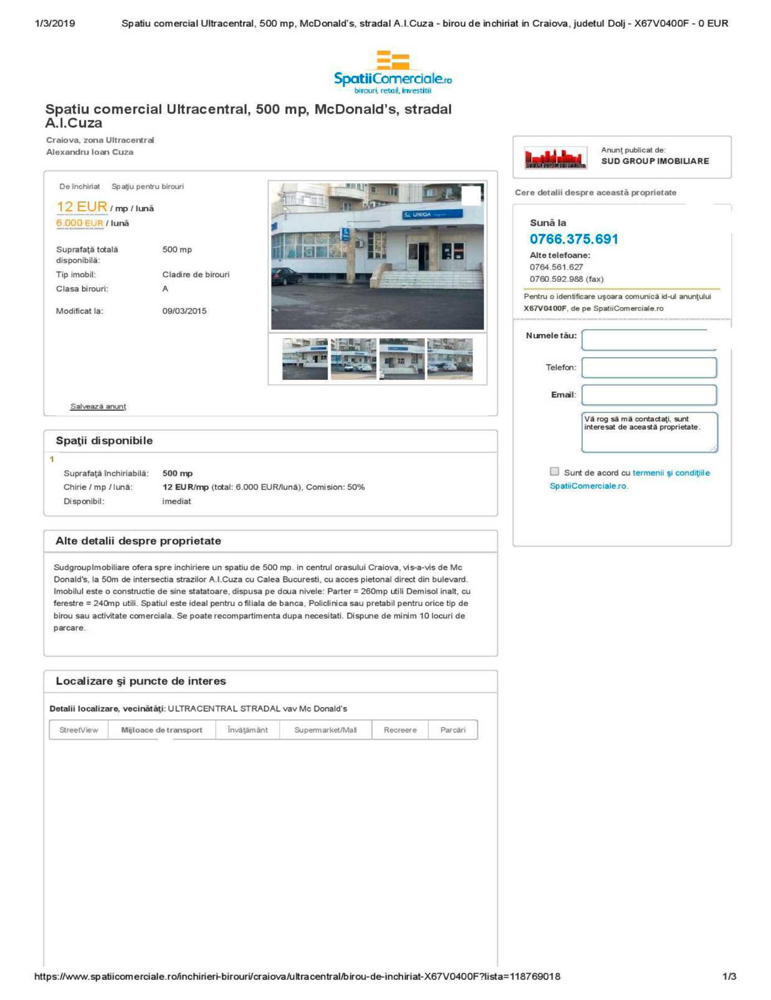 1/3/2019
Spatiu comercial Ultracentral, 500 mp, McDonald's, stradal A.I.Cuza - birou de inchiriat in Craiova, judetul Dolj - X67V0400F - 0 EUR
SpatiiComerciale.ro
birouri, retail, investitii
Spatiu comercial Ultracentral, 500 mp, McDonald's, stradal
A.I.Cuza
Craiova, zona Ultracentral
Alexandru Ioan Cuza
De închiriat Spaţiu pentru birouri
12 EUR / mp / lună
6.000 EUR / lună
Suprafaţă totală
disponibilă:
500 mp
Tip imobil: Cladire de birouri
Clasa birouri: A
Modificat la: 09/03/2015
UNIQA
Salvează anunţ
Spaţii disponibile
1
Suprafaţă închiriabilă: 500 mp
Chirie / mp / lună: 12 EUR/mp (total: 6.000 EUR/lună), Comision: 50%
Disponibil: imediat
Alte detalii despre proprietate
SudgroupImobiliare ofera spre inchiriere un spatiu de 500 mp. in centrul orasului Craiova, vis-a-vis de Mc
Donald's, la 50m de intersectia strazilor A.I.Cuza cu Calea Bucuresti, cu acces pietonal direct din bulevard.
Imobilul este o constructie de sine statatoare, dispusa pe doua nivele: Parter = 260mp utili Demisol inalt, cu
ferestre = 240mp utili. Spatiul este ideal pentru o filiala de banca, Policlinica sau pretabil pentru orice tip de
birou sau activitate comerciala. Se poate recompartimenta dupa necesitati. Dispune de minim 10 locuri de
parcare.
Localizare şi puncte de interes
Detalii localizare, vecinătăţi: ULTRACENTRAL STRADAL vav Mc Donald's
StreetView Mijloace de transport Învăţământ Supermarket/Mall Recreere Parcări
SUD GROUP IMOBILIARE.ro
Anunţ publicat de:
SUD GROUP IMOBILIARE
Cere detalii despre această proprietate
Sună la
0766.375.691
Alte telefoane:
0764.561.627
0760.592.988 (fax)
Pentru o identificare uşoara comunică id-ul anunţului
X67V0400F, de pe SpatiiComerciale.ro
Numele tău:
Telefon:
Email:
Vă rog să mă contactaţi, sunt
interesat de această proprietate.
Sunt de acord cu termenii şi condiţiile
SpatiiComerciale.ro.
https://www.spatiicomerciale.ro/inchirieri-birouri/craiova/ultracentral/birou-de-inchiriat-X67V0400F?lista=118769018
1/3